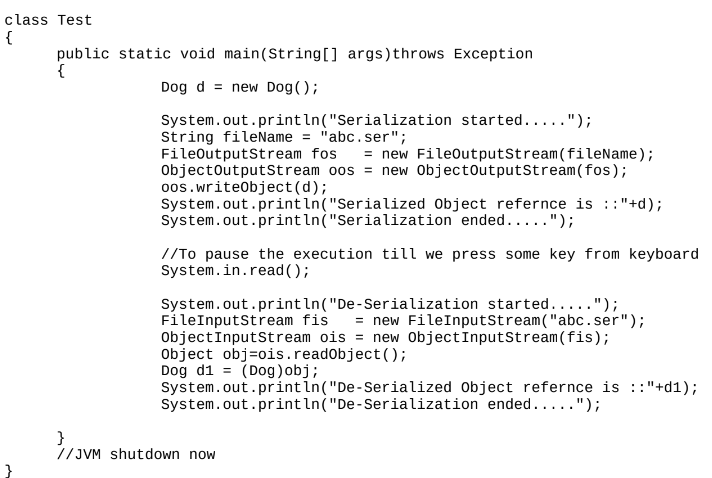 class Test
{
public static void main(String[] args)throws Exception
{
Dog d = new Dog();
System.out.println("Serialization started.....");
String fileName = "abc.ser";
FileOutputStream fos   = new FileOutputStream(fileName);
ObjectOutputStream oos = new ObjectOutputStream(fos);
oos.writeObject(d);
System.out.println("Serialized Object refernce is ::"+d);
System.out.println("Serialization ended.....");
//To pause the execution till we press some key from keyboard
System.in.read();
System.out.println("De-Serialization started.....");
FileInputStream fis   = new FileInputStream("abc.ser");
ObjectInputStream ois = new ObjectInputStream(fis);
Object obj=ois.readObject();
Dog d1 = (Dog)obj;
System.out.println("De-Serialized Object refernce is ::"+d1);
System.out.println("De-Serialization ended.....");
}
//JVM shutdown now
}